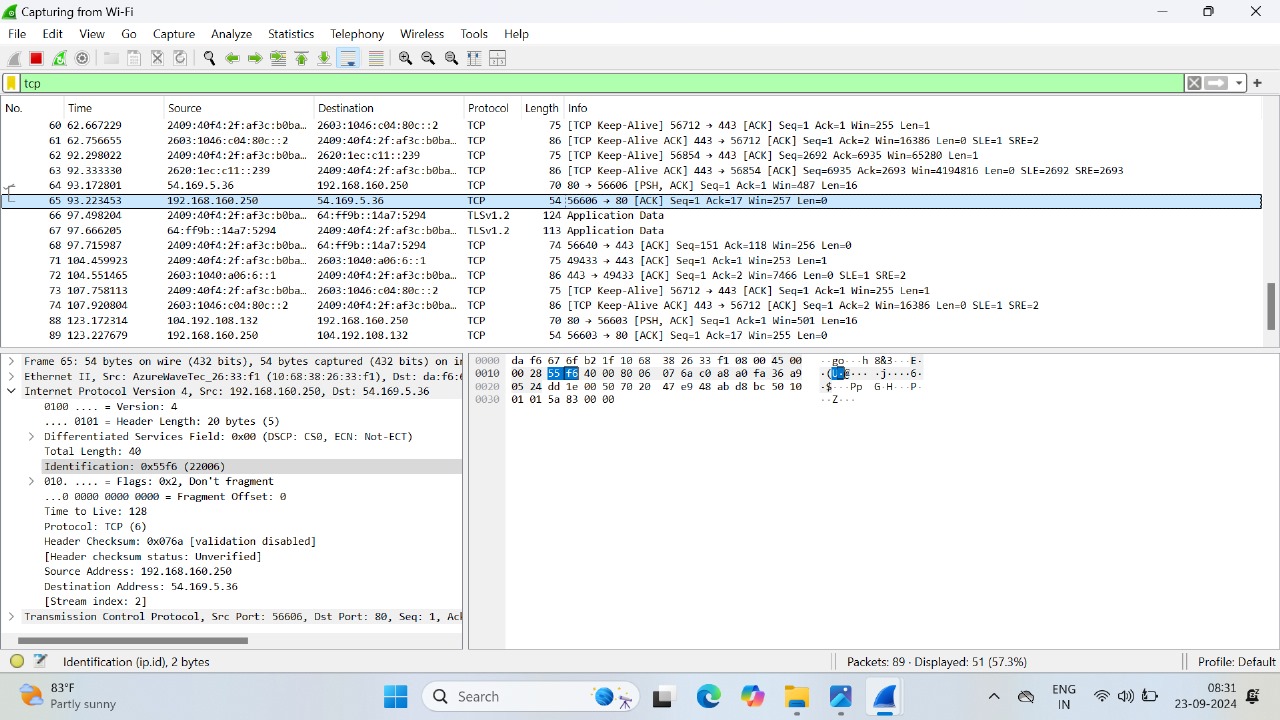 Capturing from Wi-Fi
File Edit View Go Capture Analyze Statistics Telephony Wireless Tools Help
tcp
No. Time Source Destination Protocol Length Info
60 62.667229 2409:40f4:2f:af3c:b0ba… 2603:1046:c04:80c::2 TCP 75 [TCP Keep-Alive] 56712 → 443 [ACK] Seq=1 Ack=1 Win=255 Len=1
61 62.756655 2603:1046:c04:80c::2 2409:40f4:2f:af3c:b0ba… TCP 86 [TCP Keep-Alive ACK] 443 → 56712 [ACK] Seq=1 Ack=2 Win=16386 Len=0 SLE=1 SRE=2
62 92.298022 2409:40f4:2f:af3c:b0ba… 2620:1ec:c11::239 TCP 75 [TCP Keep-Alive] 56854 → 443 [ACK] Seq=2692 Ack=6935 Win=65280 Len=1
63 92.333330 2620:1ec:c11::239 2409:40f4:2f:af3c:b0ba… TCP 86 [TCP Keep-Alive ACK] 443 → 56854 [ACK] Seq=6935 Ack=2693 Win=4194816 Len=0 SLE=2692 SRE=2693
64 93.172801 54.169.5.36 192.168.160.250 TCP 70 80 → 56606 [PSH, ACK] Seq=1 Ack=1 Win=487 Len=16
65 93.223453 192.168.160.250 54.169.5.36 TCP 54 56606 → 80 [ACK] Seq=1 Ack=17 Win=257 Len=0
66 97.498204 2409:40f4:2f:af3c:b0ba… 64:ff9b::14a7:5294 TLSv1.2 124 Application Data
67 97.666205 64:ff9b::14a7:5294 2409:40f4:2f:af3c:b0ba… TLSv1.2 113 Application Data
68 97.715987 2409:40f4:2f:af3c:b0ba… 64:ff9b::14a7:5294 TCP 74 56640 → 443 [ACK] Seq=151 Ack=118 Win=256 Len=0
71 104.459923 2409:40f4:2f:af3c:b0ba… 2603:1040:a06:6::1 TCP 75 49433 → 443 [ACK] Seq=1 Ack=1 Win=253 Len=1
72 104.551465 2603:1040:a06:6::1 2409:40f4:2f:af3c:b0ba… TCP 86 443 → 49433 [ACK] Seq=1 Ack=2 Win=7466 Len=0 SLE=1 SRE=2
73 107.758113 2409:40f4:2f:af3c:b0ba… 2603:1046:c04:80c::2 TCP 75 [TCP Keep-Alive] 56712 → 443 [ACK] Seq=1 Ack=1 Win=255 Len=1
74 107.920804 2603:1046:c04:80c::2 2409:40f4:2f:af3c:b0ba… TCP 86 [TCP Keep-Alive ACK] 443 → 56712 [ACK] Seq=1 Ack=2 Win=16386 Len=0 SLE=1 SRE=2
88 123.172314 104.192.108.132 192.168.160.250 TCP 70 80 → 56603 [PSH, ACK] Seq=1 Ack=1 Win=501 Len=16
89 123.227679 192.168.160.250 104.192.108.132 TCP 54 56603 → 80 [ACK] Seq=1 Ack=17 Win=255 Len=0
Frame 65: 54 bytes on wire (432 bits), 54 bytes captured (432 bits) on in
Ethernet II, Src: AzureWaveTec_26:33:f1 (10:68:38:26:33:f1), Dst: da:f6:6
Internet Protocol Version 4, Src: 192.168.160.250, Dst: 54.169.5.36
0100 .... = Version: 4
.... 0101 = Header Length: 20 bytes (5)
Differentiated Services Field: 0x00 (DSCP: CS0, ECN: Not-ECT)
Total Length: 40
Identification: 0x55f6 (22006)
010. .... = Flags: 0x2, Don't fragment
...0 0000 0000 0000 = Fragment Offset: 0
Time to Live: 128
Protocol: TCP (6)
Header Checksum: 0x076a [validation disabled]
[Header checksum status: Unverified]
Source Address: 192.168.160.250
Destination Address: 54.169.5.36
[Stream index: 2]
Transmission Control Protocol, Src Port: 56606, Dst Port: 80, Seq: 1, Ack
0000 da f6 67 6f b2 1f 10 68 38 26 33 f1 08 00 45 00 ··go···h 8&3···E·
0010 00 28 55 f6 40 00 80 06 07 6a c0 a8 a0 fa 36 a9 ·(U·@··· ·j····6·
0020 05 24 dd 1e 00 50 70 20 47 e9 48 ab d8 bc 50 10 ·$···Pp G·H···P·
0030 01 01 5a 83 00 00 ··Z···
Identification (ip.id), 2 bytes
Packets: 89 · Displayed: 51 (57.3%)
Profile: Default
83°F
Partly sunny
Search
ENG
IN
08:31
23-09-2024